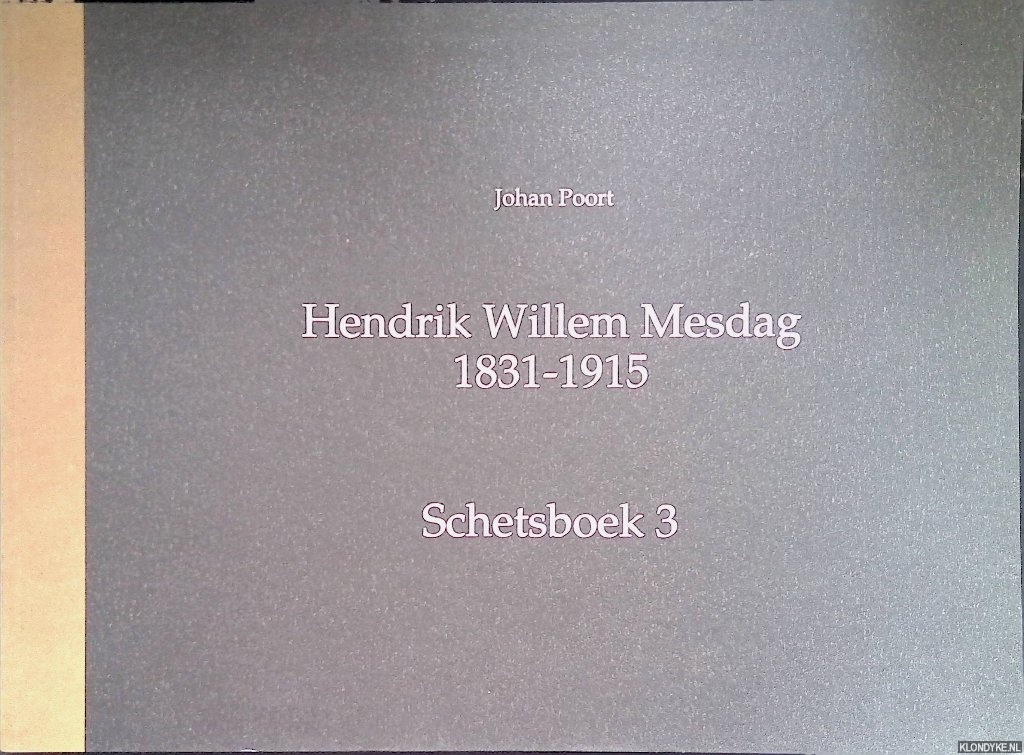 Johan Poort
Hendrik Willem Mesdag
1831-1915
Schetsboek 3
KLONDYKE.NL